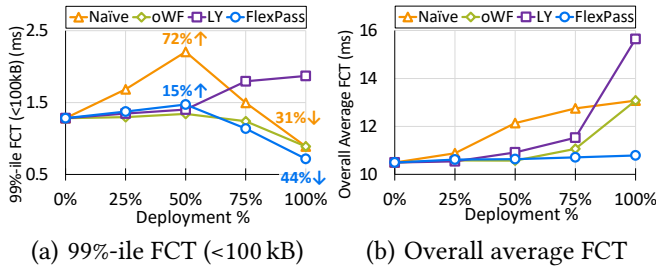 Naïve oWF LY FlexPass
99%-ile FCT (<100kB) (ms)
2.5
1.5
0.5
72%↑
15%↑
31%↓
44%↓
0% 25% 50% 75% 100%
Deployment %
(a) 99%-ile FCT (<100 kB)
Naïve oWF LY FlexPass
Overall Average FCT (ms)
16
14
12
10
0% 25% 50% 75% 100%
Deployment %
(b) Overall average FCT